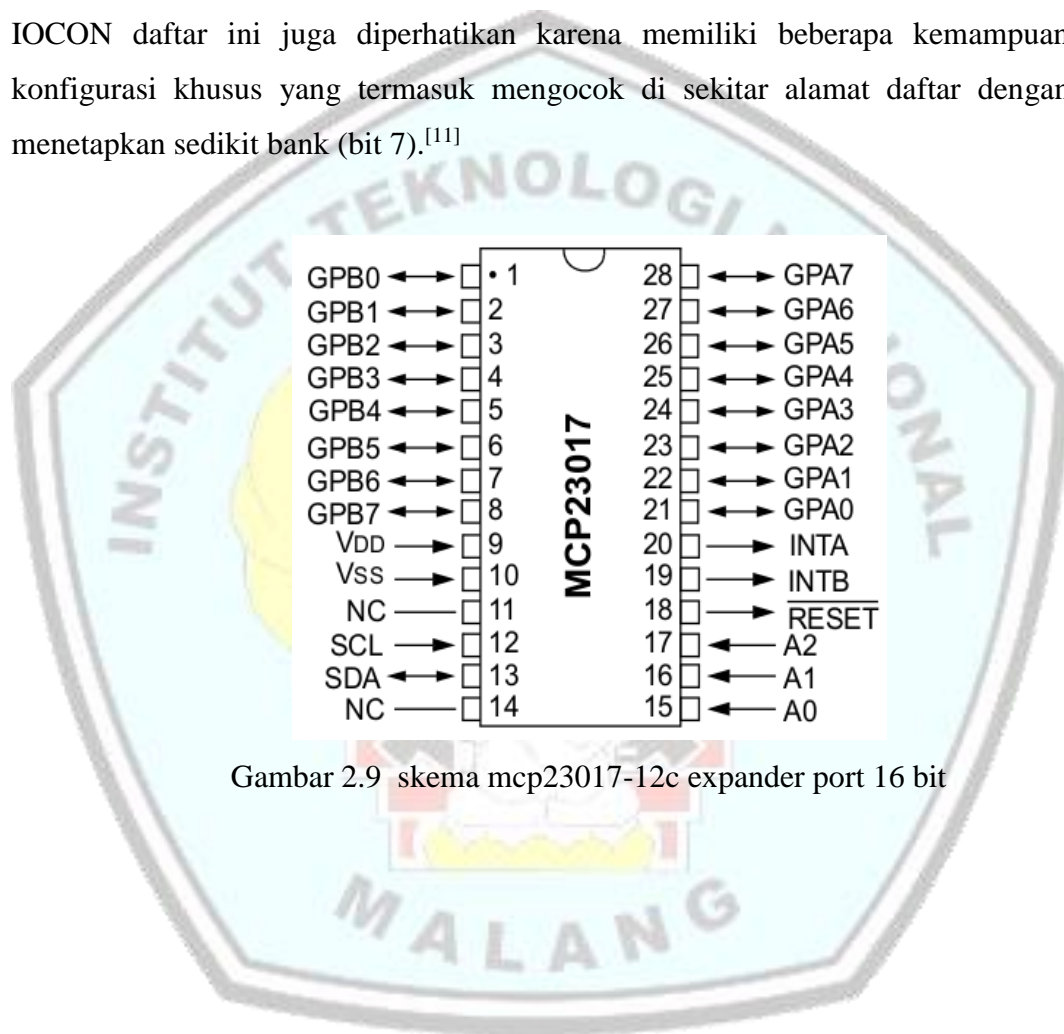 IOCON daftar ini juga diperhatikan karena memiliki beberapa kemampuan
konfigurasi khusus yang termasuk mengocok di sekitar alamat daftar dengan
menetapkan sedikit bank (bit 7).[11]
INSTITUT TEKNOLOGI N IONAL
MALANG
GPB0 • 1 28 GPA7
GPB1 2 27 GPA6
GPB2 3 26 GPA5
GPB3 4 25 GPA4
GPB4 5 24 GPA3
GPB5 6 23 GPA2
GPB6 7 22 GPA1
GPB7 8 21 GPA0
VDD 9 20 INTA
VSS 10 19 INTB
NC 11 18 RESET
SCL 12 17 A2
SDA 13 16 A1
NC 14 15 A0
MCP23017
Gambar 2.9 skema mcp23017-12c expander port 16 bit